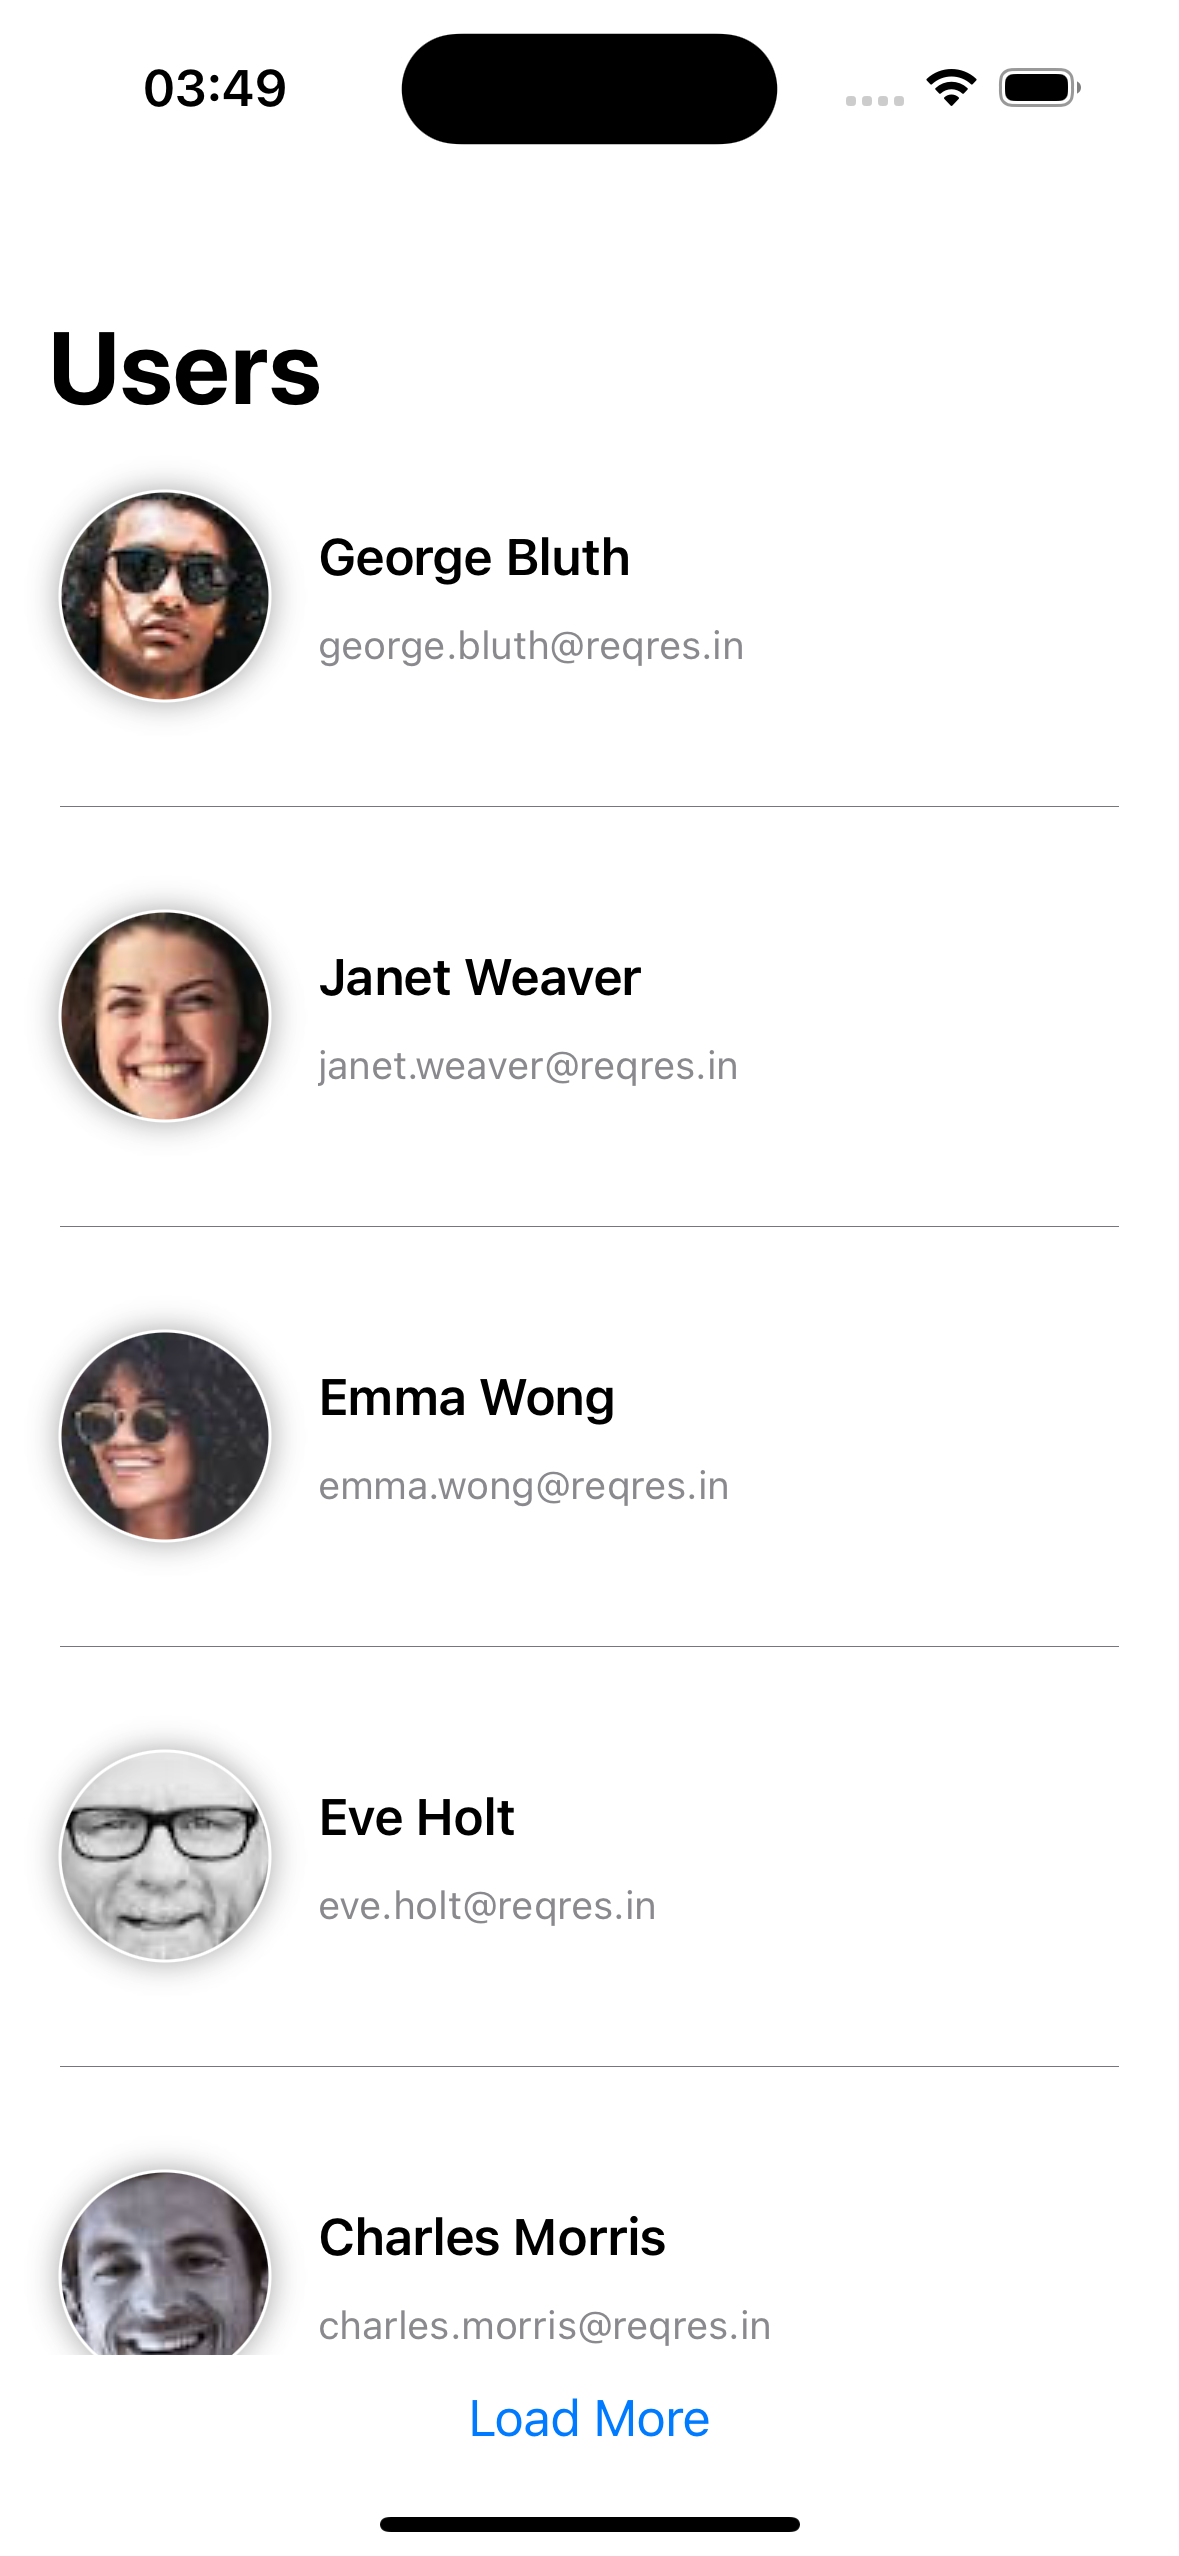 03:49
Users
George Bluth
george.bluth@reqres.in
Janet Weaver
janet.weaver@reqres.in
Emma Wong
emma.wong@reqres.in
Eve Holt
eve.holt@reqres.in
Charles Morris
charles.morris@reqres.in
Load More